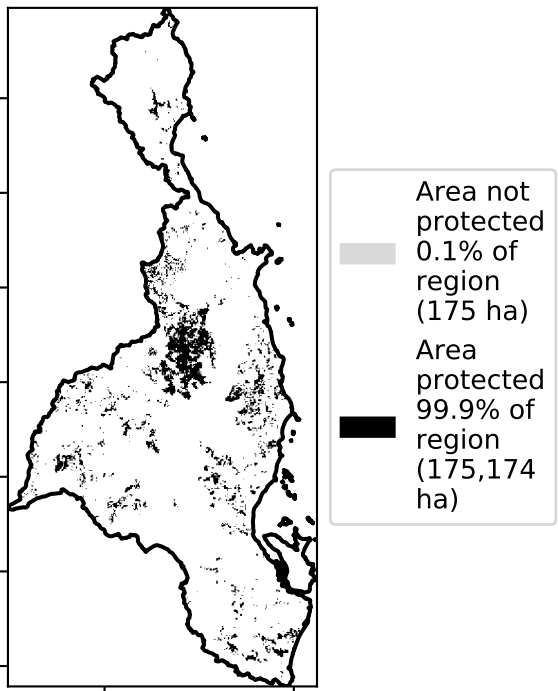 Area not
protected
0.1% of
region
(175 ha)
Area
protected
99.9% of
region
(175,174
ha)